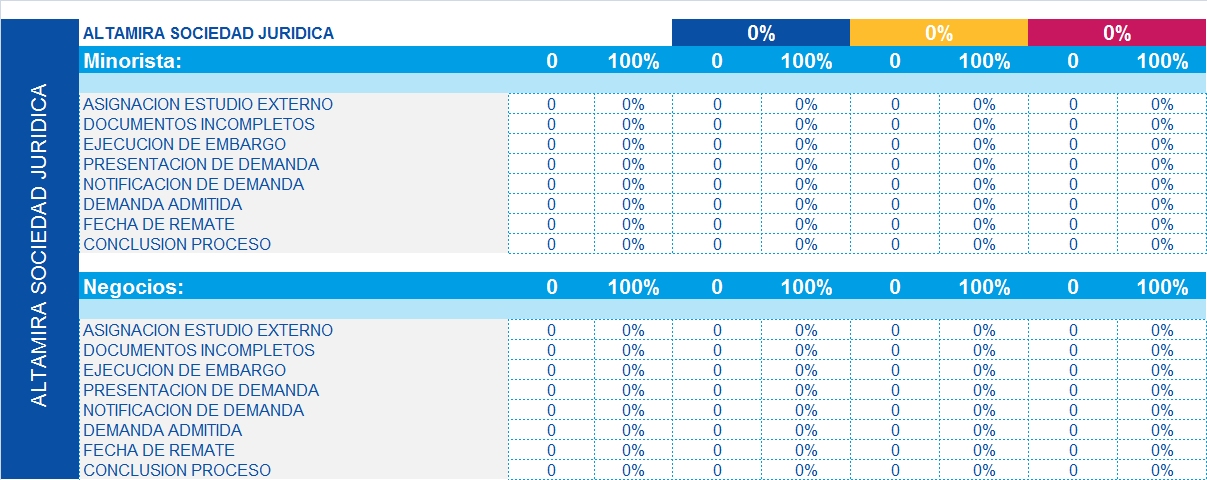 ALTAMIRA SOCIEDAD JURIDICA
ALTAMIRA SOCIEDAD JURIDICA 0% 0% 0%
Minorista: 0 100% 0 100% 0 100% 0 100%
ASIGNACION ESTUDIO EXTERNO 0 0% 0 0% 0 0% 0 0%
DOCUMENTOS INCOMPLETOS 0 0% 0 0% 0 0% 0 0%
EJECUCION DE EMBARGO 0 0% 0 0% 0 0% 0 0%
PRESENTACION DE DEMANDA 0 0% 0 0% 0 0% 0 0%
NOTIFICACION DE DEMANDA 0 0% 0 0% 0 0% 0 0%
DEMANDA ADMITIDA 0 0% 0 0% 0 0% 0 0%
FECHA DE REMATE 0 0% 0 0% 0 0% 0 0%
CONCLUSION PROCESO 0 0% 0 0% 0 0% 0 0%
Negocios: 0 100% 0 100% 0 100% 0 100%
ASIGNACION ESTUDIO EXTERNO 0 0% 0 0% 0 0% 0 0%
DOCUMENTOS INCOMPLETOS 0 0% 0 0% 0 0% 0 0%
EJECUCION DE EMBARGO 0 0% 0 0% 0 0% 0 0%
PRESENTACION DE DEMANDA 0 0% 0 0% 0 0% 0 0%
NOTIFICACION DE DEMANDA 0 0% 0 0% 0 0% 0 0%
DEMANDA ADMITIDA 0 0% 0 0% 0 0% 0 0%
FECHA DE REMATE 0 0% 0 0% 0 0% 0 0%
CONCLUSION PROCESO 0 0% 0 0% 0 0% 0 0%